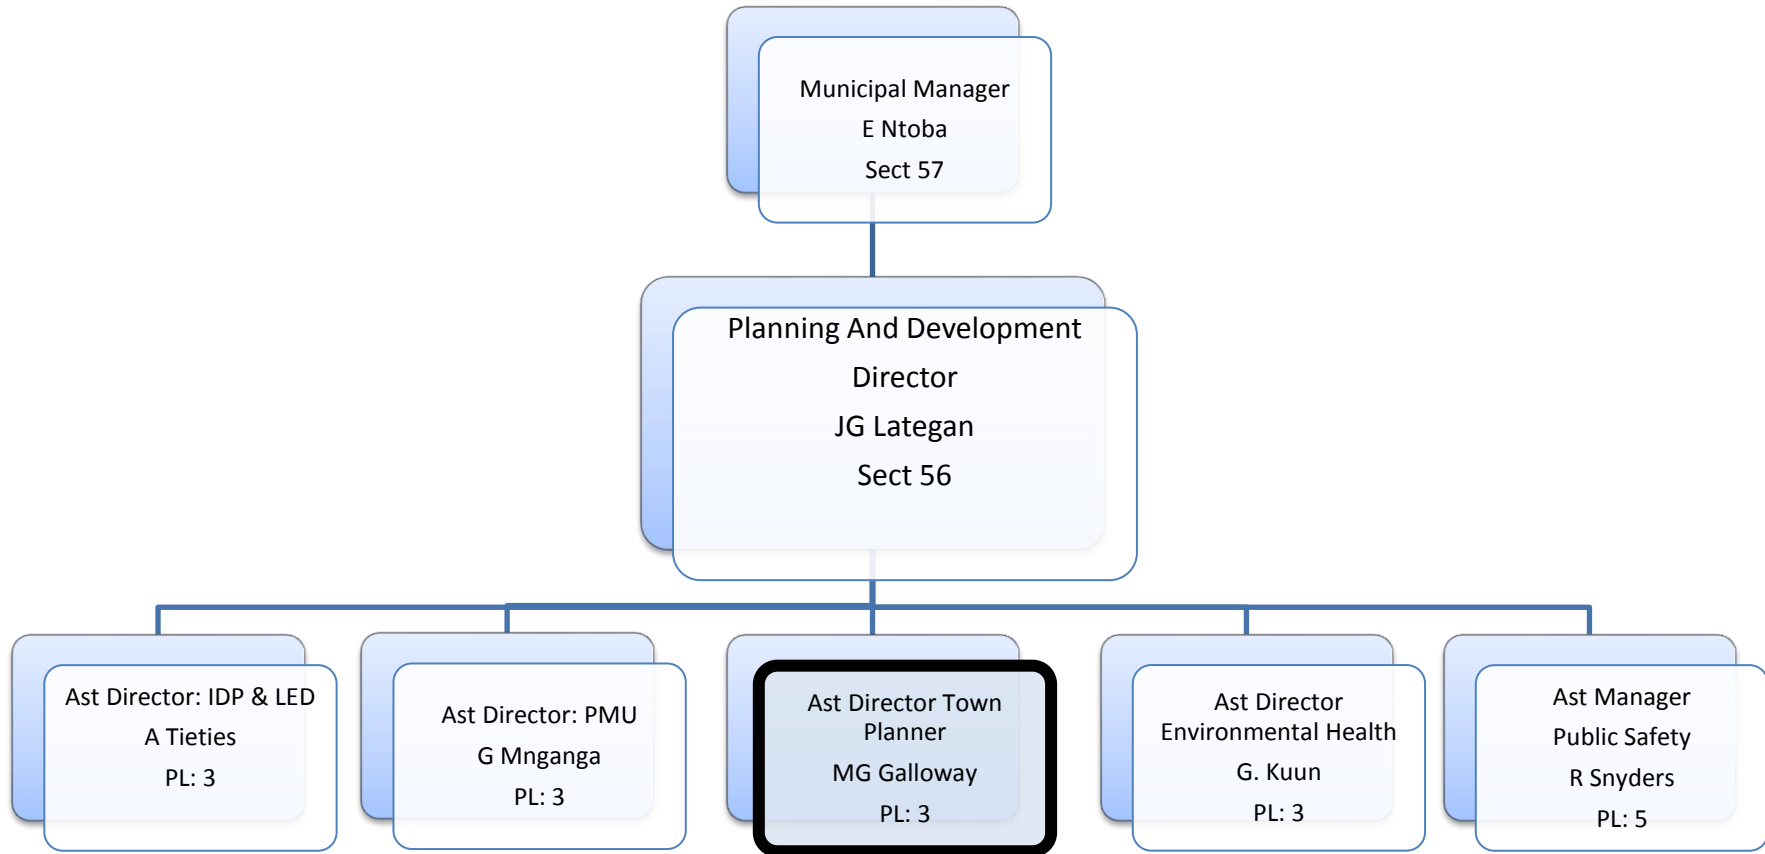 Municipal Manager
E Ntoba
Sect 57
Planning And Development
Director
JG Lategan
Sect 56
Ast Director: IDP & LED
A Tieties
PL: 3
Ast Director: PMU
G Mnganga
PL: 3
Ast Director Town
Planner
MG Galloway
PL: 3
Ast Director
Environmental Health
G. Kuun
PL: 3
Ast Manager
Public Safety
R Snyders
PL: 5